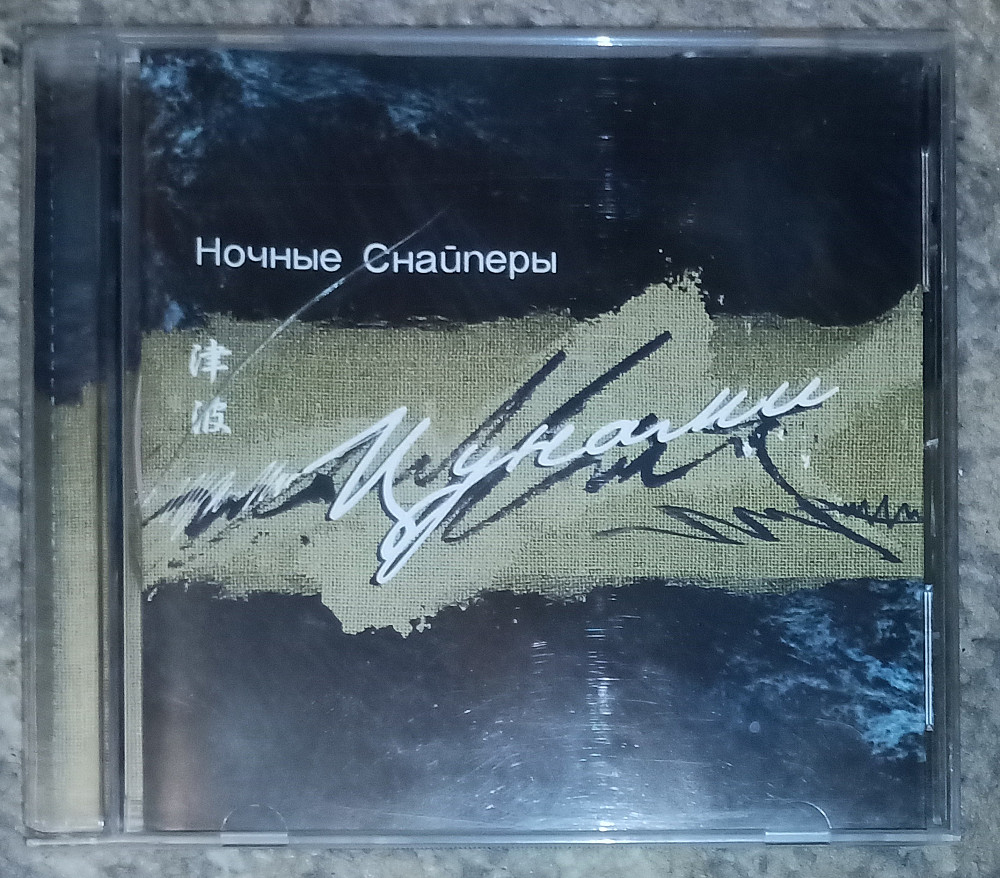 Ночные Снайперы
津波
Цунами